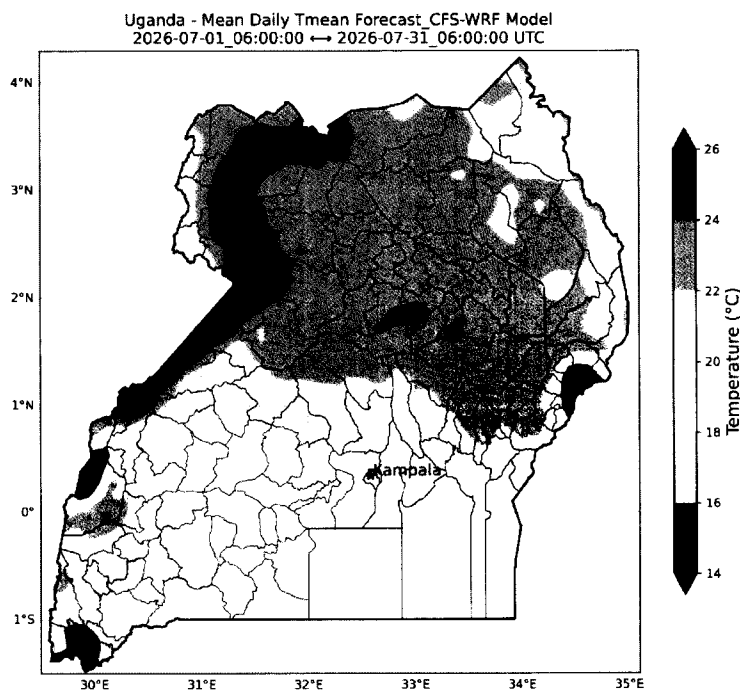 Uganda - Mean Daily Tmean Forecast_CFS-WRF Model
2026-07-01_06:00:00 ↔ 2026-07-31_06:00:00 UTC
4°N
3°N
2°N
1°N
0°
1°S
30°E
31°E
32°E
33°E
34°E
35°E
Kampala
26
24
22
20
18
16
14
Temperature (°C)